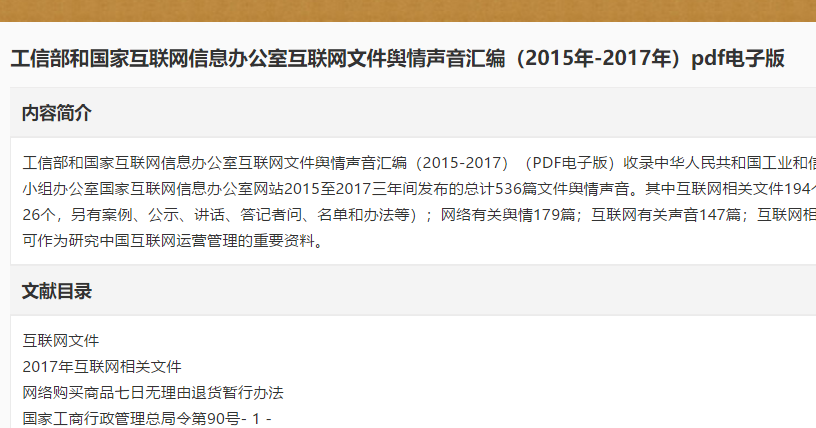 工信部和国家互联网信息办公室互联网文件舆情声音汇编（2015年-2017年）pdf电子版
内容简介
工信部和国家互联网信息办公室互联网文件舆情声音汇编（2015-2017）（PDF电子版）收录中华人民共和国工业和信
小组办公室国家互联网信息办公室网站2015至2017三年间发布的总计536篇文件舆情声音。其中互联网相关文件194个
26个，另有案例、公示、讲话、答记者问、名单和办法等）；网络有关舆情179篇；互联网有关声音147篇；互联网相
可作为研究中国互联网运营管理的重要资料。
文献目录
互联网文件
2017年互联网相关文件
网络购买商品七日无理由退货暂行办法
国家工商行政管理总局令第90号- 1 -